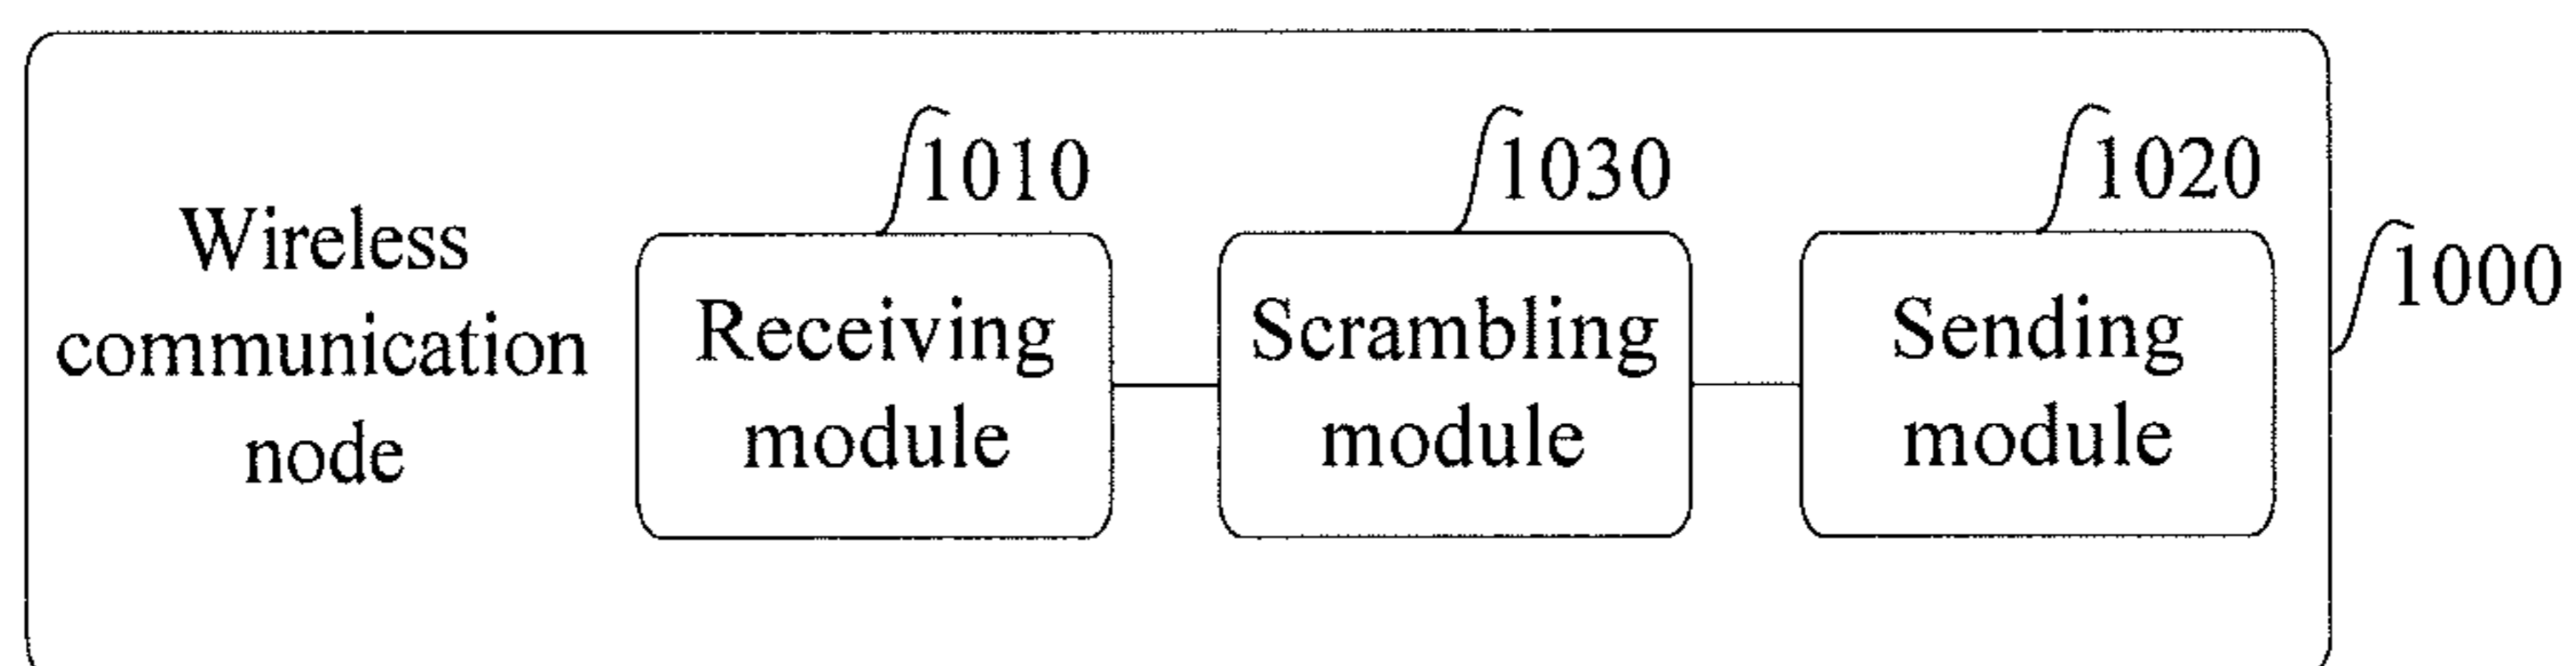 1010
1030
1020
1000
Wireless
communication
node
Receiving
module
Scrambling
module
Sending
module